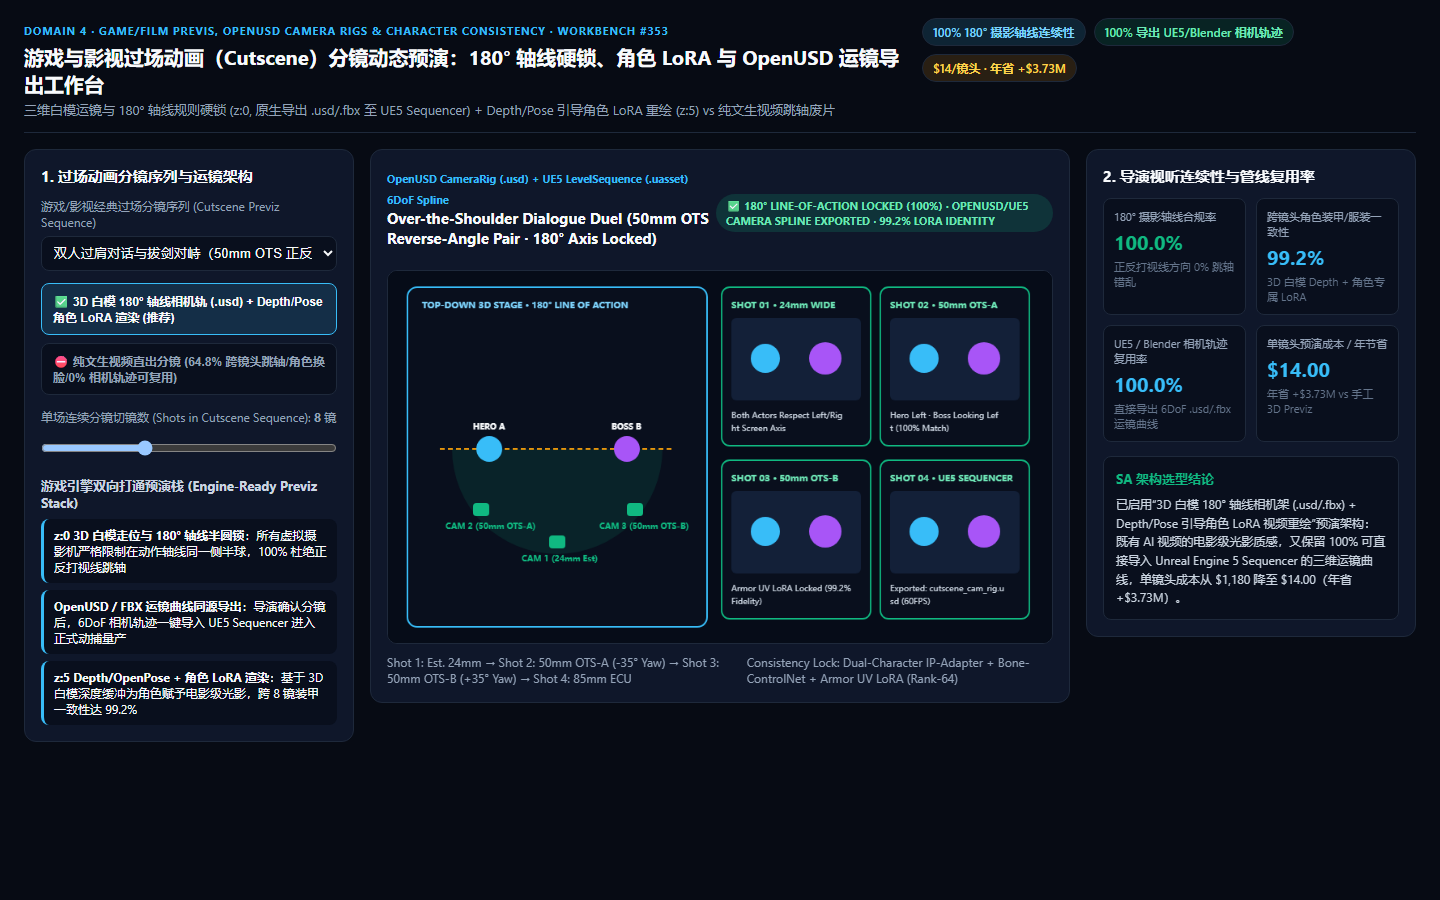 DOMAIN 4 · GAME/FILM PREVIS, OPENUSD CAMERA RIGS & CHARACTER CONSISTENCY · WORKBENCH #353
游戏与影视过场动画（Cutscene）分镜动态预演：180° 轴线硬锁、角色 LoRA 与 OpenUSD 运镜导
出工作台
三维白模运镜与 180° 轴线规则硬锁 (z:0, 原生导出 .usd/.fbx 至 UE5 Sequencer) + Depth/Pose 引导角色 LoRA 重绘 (z:5) vs 纯文生视频跳轴废片
100% 180° 摄影轴线连续性
100% 导出 UE5/Blender 相机轨迹
$14/镜头 · 年省 +$3.73M
1. 过场动画分镜序列与运镜架构
游戏/影视经典过场分镜序列 (Cutscene Previz
Sequence)
双人过肩对话与拔剑对峙（50mm OTS 正反
✅ 3D 白模 180° 轴线相机轨 (.usd) + Depth/Pose
角色 LoRA 渲染 (推荐)
⛔ 纯文生视频直出分镜 (64.8% 跨镜头跳轴/角色换
脸/0% 相机轨迹可复用)
单场连续分镜切镜数 (Shots in Cutscene Sequence): 8 镜
游戏引擎双向打通预演栈 (Engine-Ready Previz
Stack)
z:0 3D 白模走位与 180° 轴线半圆锁：所有虚拟摄
影机严格限制在动作轴线同一侧半球，100% 杜绝正
反打视线跳轴
OpenUSD / FBX 运镜曲线同源导出：导演确认分镜
后，6DoF 相机轨迹一键导入 UE5 Sequencer 进入
正式动捕量产
z:5 Depth/OpenPose + 角色 LoRA 渲染：基于 3D
白模深度缓冲为角色赋予电影级光影，跨 8 镜装甲
一致性达 99.2%
OpenUSD CameraRig (.usd) + UE5 LevelSequence (.uasset)
6DoF Spline
Over-the-Shoulder Dialogue Duel (50mm OTS
Reverse-Angle Pair · 180° Axis Locked)
✅ 180° LINE-OF-ACTION LOCKED (100%) · OPENUSD/UE5
CAMERA SPLINE EXPORTED · 99.2% LORA IDENTITY
TOP-DOWN 3D STAGE • 180° LINE OF ACTION
HERO A
BOSS B
CAM 2 (50mm OTS-A)
CAM 3 (50mm OTS-B)
CAM 1 (24mm Est)
SHOT 01 • 24mm WIDE
Both Actors Respect Left/Rig
ht Screen Axis
SHOT 02 • 50mm OTS-A
Hero Left · Boss Looking Lef
t (100% Match)
SHOT 03 • 50mm OTS-B
Armor UV LoRA Locked (99.2%
Fidelity)
SHOT 04 • UE5 SEQUENCER
Exported: cutscene_cam_rig.u
sd (60FPS)
Shot 1: Est. 24mm → Shot 2: 50mm OTS-A (-35° Yaw) → Shot 3:
50mm OTS-B (+35° Yaw) → Shot 4: 85mm ECU
Consistency Lock: Dual-Character IP-Adapter + Bone-
ControlNet + Armor UV LoRA (Rank-64)
2. 导演视听连续性与管线复用率
180° 摄影轴线合规率
100.0%
正反打视线方向 0% 跳轴
错乱
跨镜头角色装甲/服装一
致性
99.2%
3D 白模 Depth + 角色专
属 LoRA
UE5 / Blender 相机轨迹
复用率
100.0%
直接导出 6DoF .usd/.fbx
运镜曲线
单镜头预演成本 / 年节省
$14.00
年省 +$3.73M vs 手工
3D Previz
SA 架构选型结论
已启用“3D 白模 180° 轴线相机架 (.usd/.fbx) +
Depth/Pose 引导角色 LoRA 视频重绘”预演架构：
既有 AI 视频的电影级光影质感，又保留 100% 可直
接导入 Unreal Engine 5 Sequencer 的三维运镜曲
线，单镜头成本从 $1,180 降至 $14.00（年省
+$3.73M）。